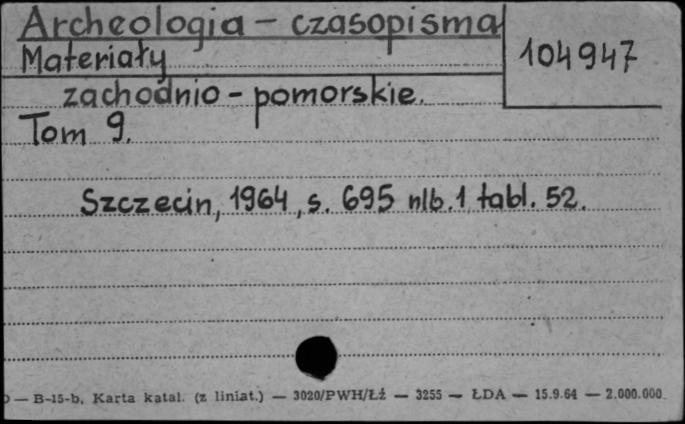 Archeologia - czasopisma
104947
Materiały
zachodnio - pomorskie.
Tom 9.
Szczecin, 1964, s. 695 nlb. 1 tabl. 52.
— B-15-b, Karta katal. (z liniat.) — 3020/PWH/Łź — 3255 — ŁDA — 15.9.64 — 2.000.000.